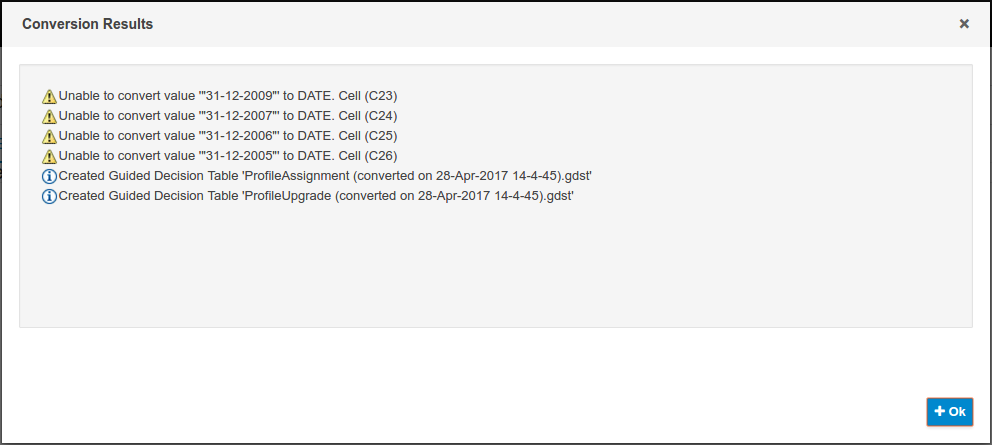 Conversion Results
Unable to convert value '"31-12-2009"' to DATE. Cell (C23)
Unable to convert value '"31-12-2007"' to DATE. Cell (C24)
Unable to convert value '"31-12-2006"' to DATE. Cell (C25)
Unable to convert value '"31-12-2005"' to DATE. Cell (C26)
Created Guided Decision Table 'ProfileAssignment (converted on 28-Apr-2017 14-4-45).gdst'
Created Guided Decision Table 'ProfileUpgrade (converted on 28-Apr-2017 14-4-45).gdst'
Ok